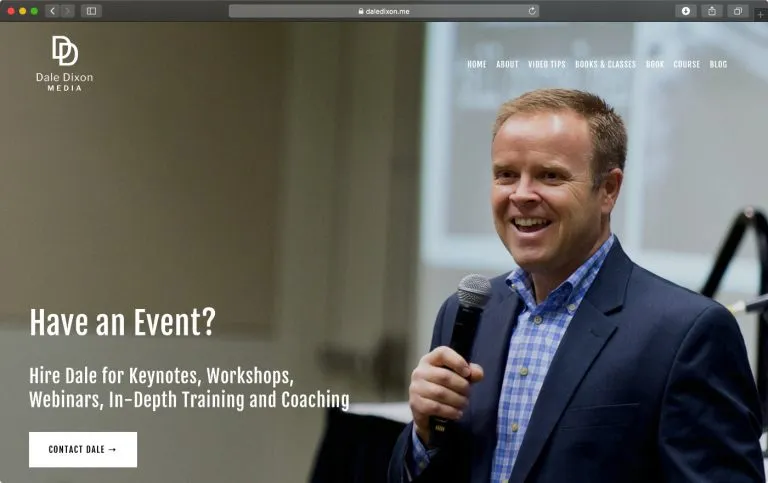 daledixon.me
DD
Dale Dixon
MEDIA
HOME ABOUT VIDEO TIPS BOOKS & CLASSES BOOK COURSE BLOG
Have an Event?
Hire Dale for Keynotes, Workshops,
Webinars, In-Depth Training and Coaching
CONTACT DALE →